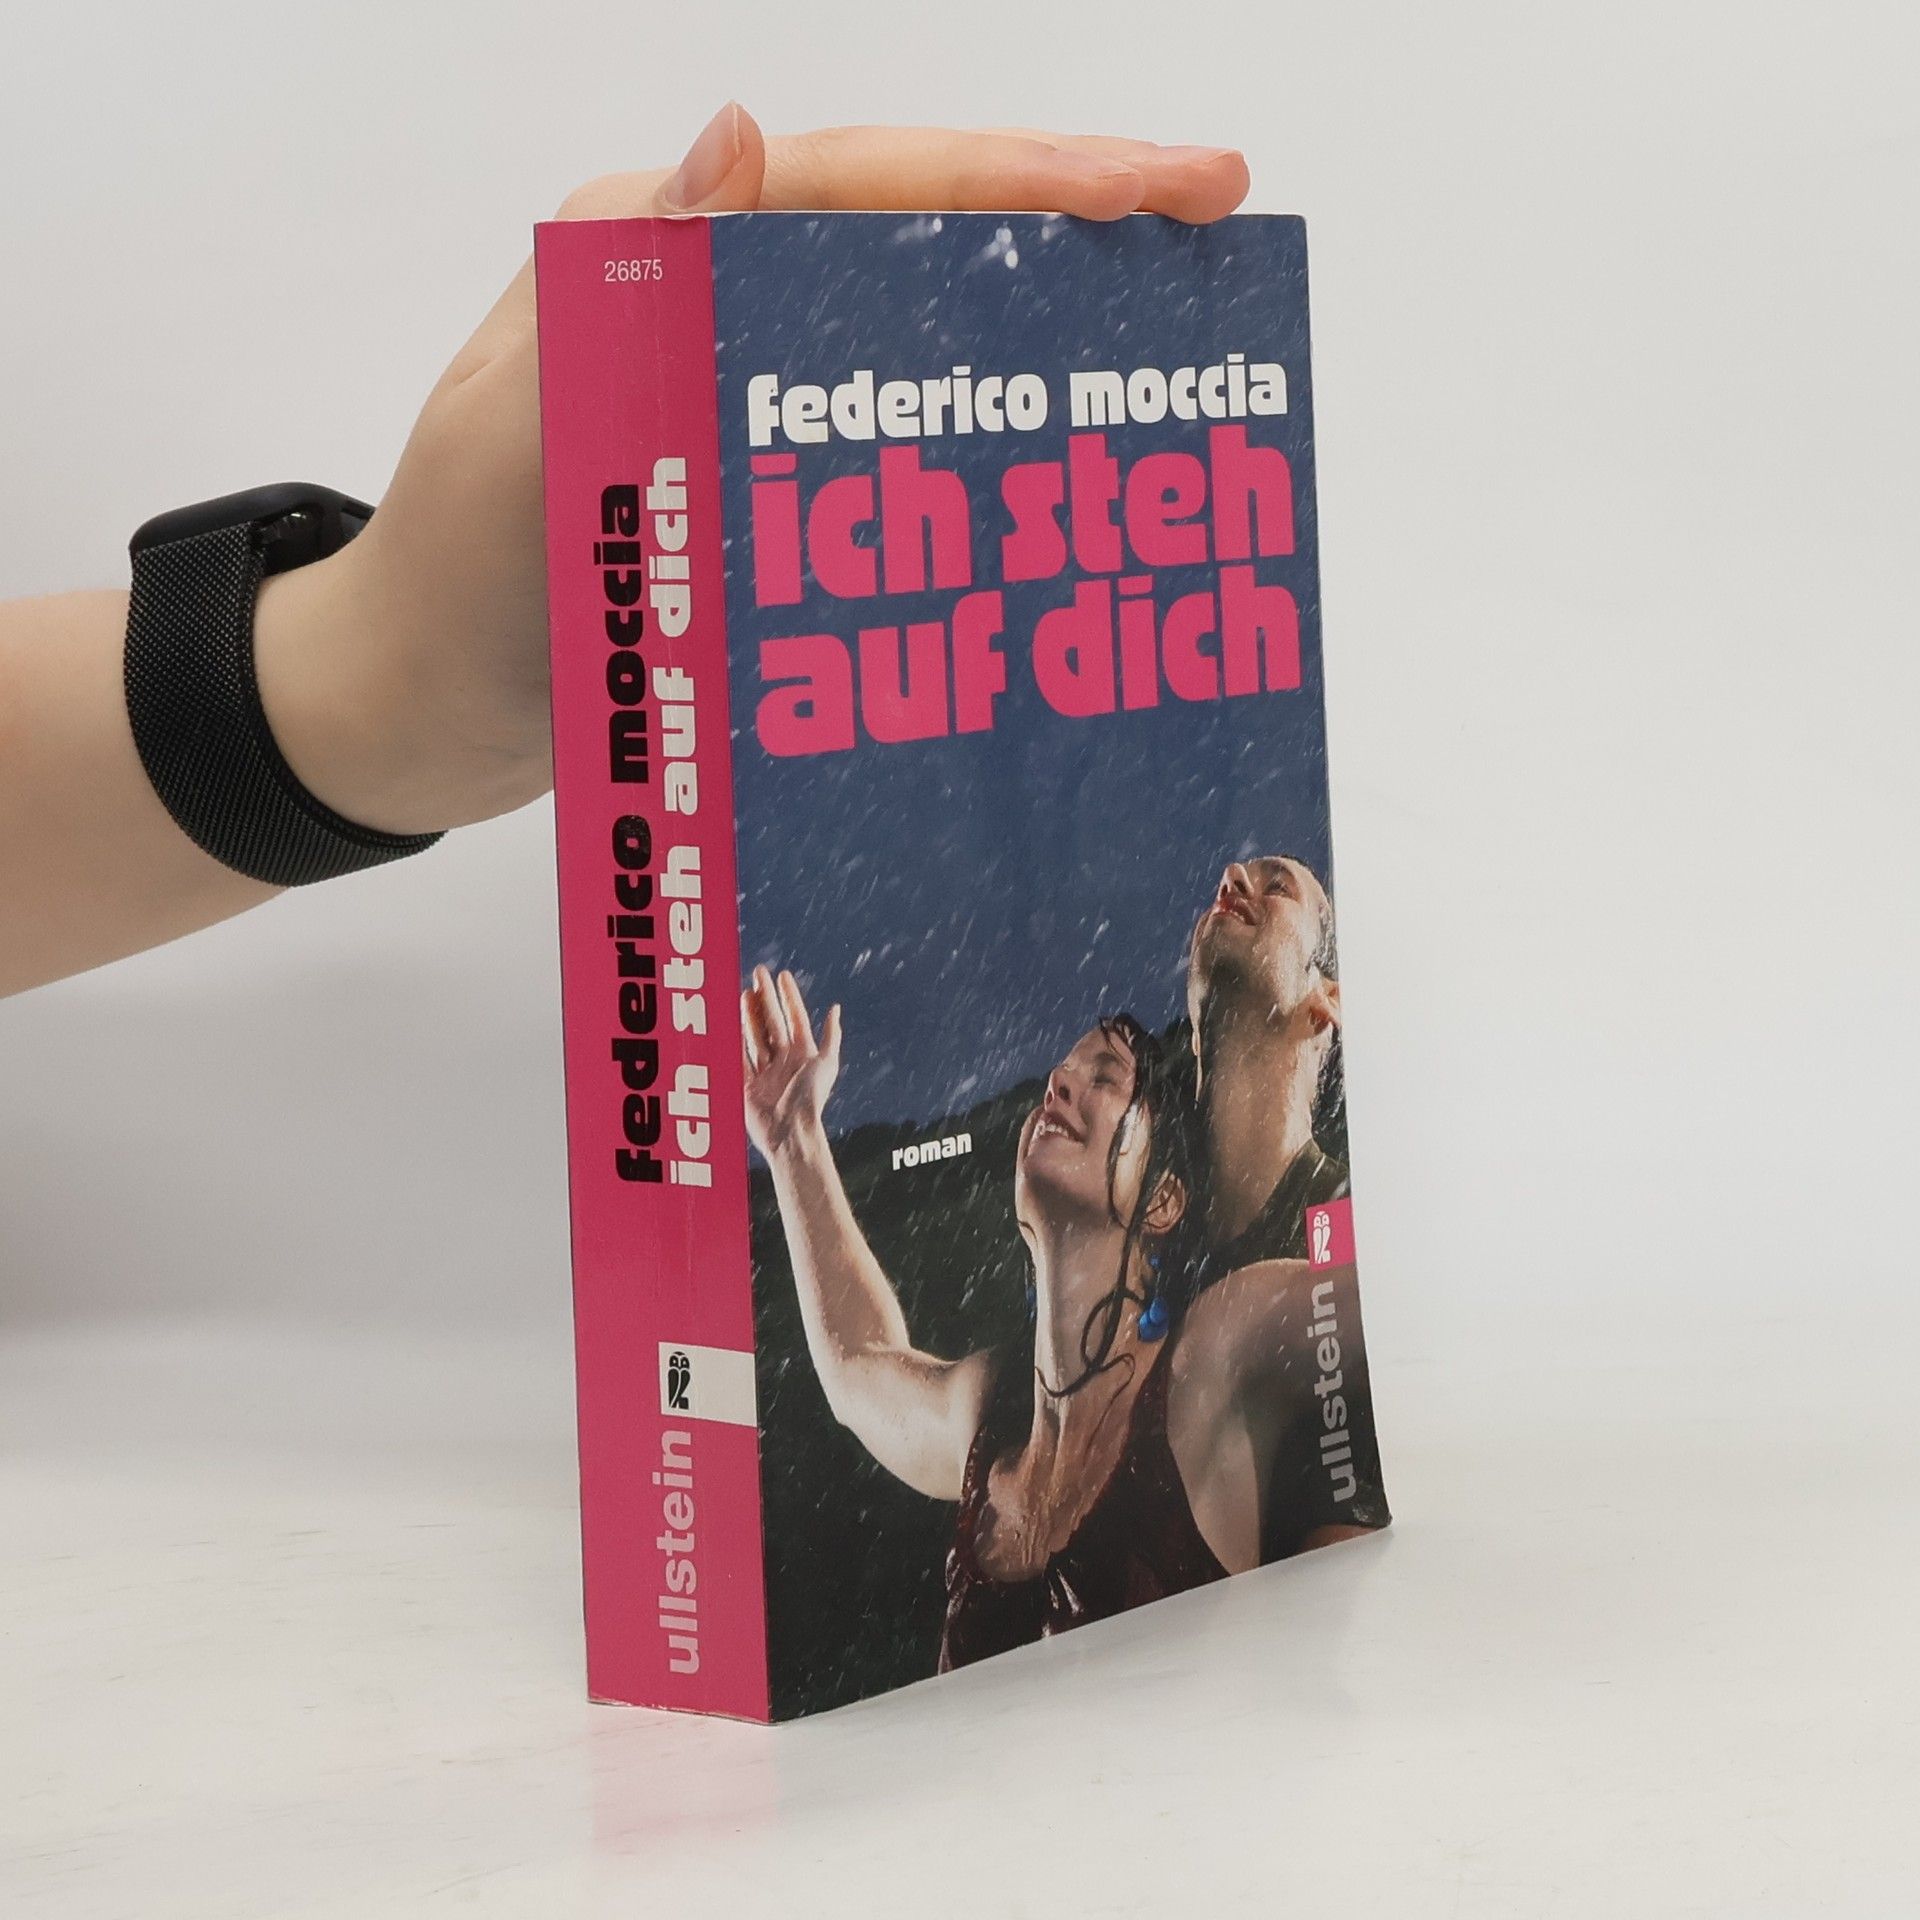 26875
federico moccia
ich steh auf dich
ullstein
federico moccia
ich steh
auf dich
roman
ullstein